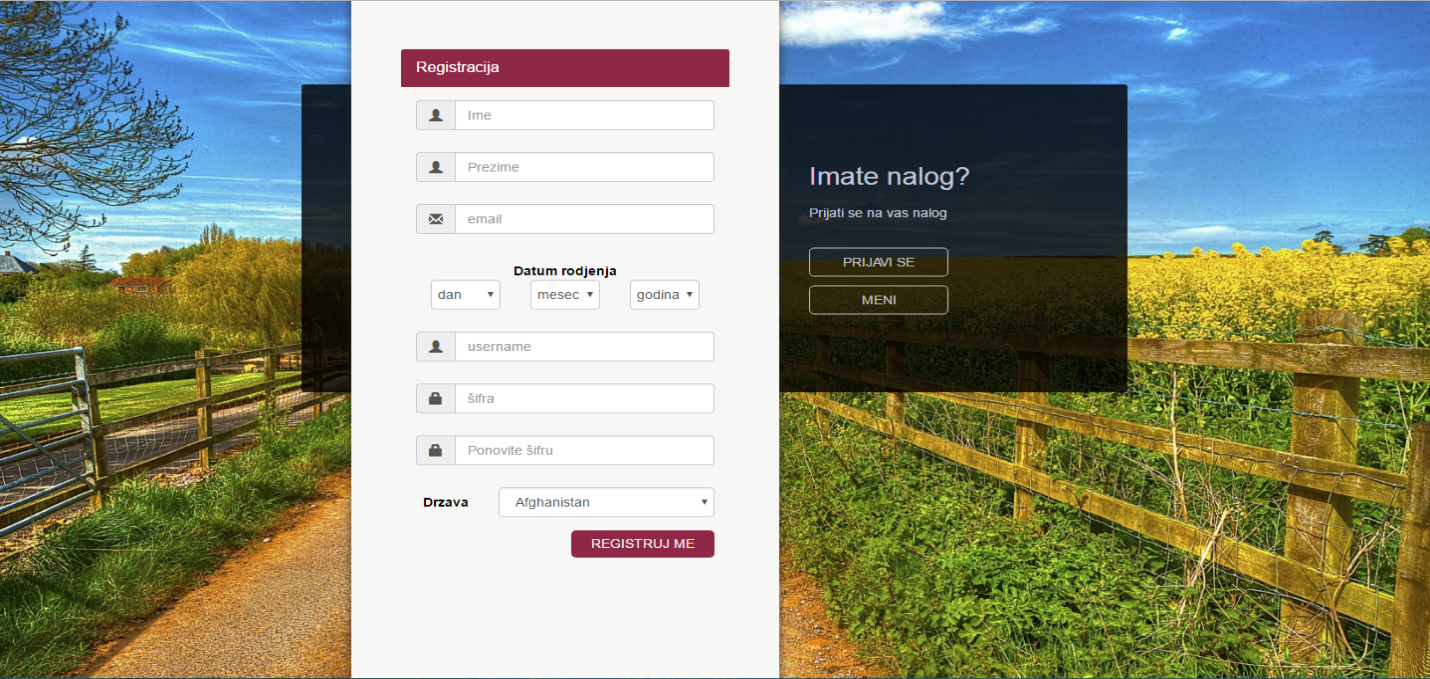 Registracija
Ime
Prezime
email
Datum rodjenja
dan mesec godina
username
šifra
Ponovite šifru
Drzava Afghanistan
REGISTRUJ ME
Imate nalog?
Prijati se na vas nalog
PRIJAVI SE
MENI